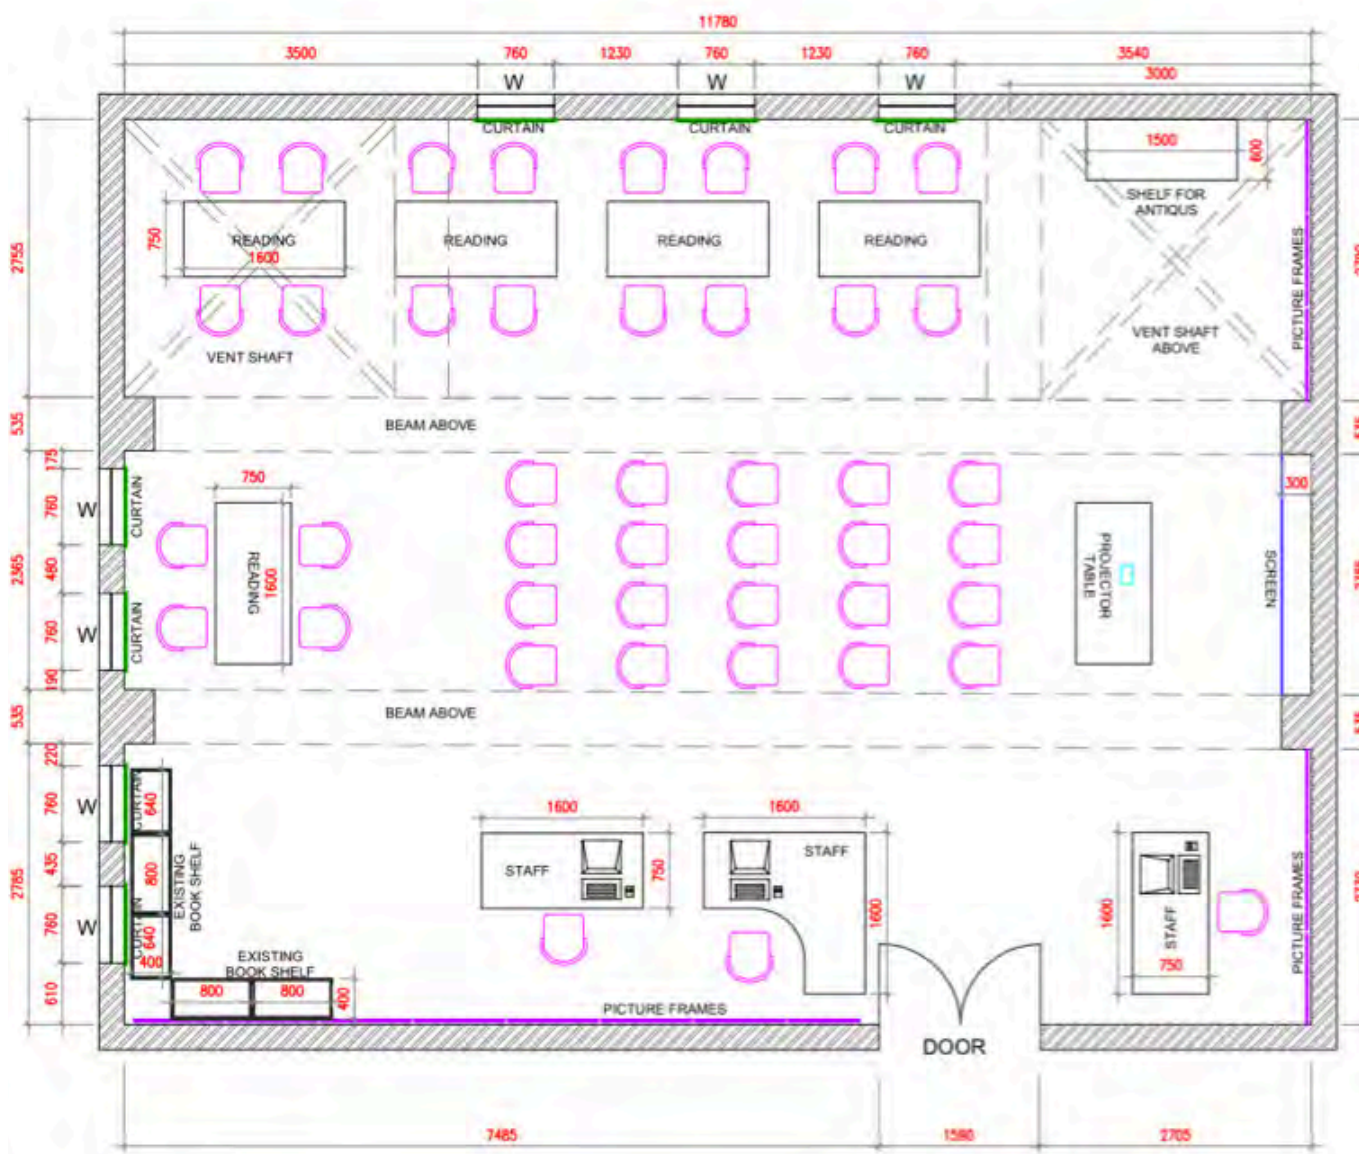 11780
3500
760
1230
760
1230
760
3540
3000
W
W
W
CURTAIN
CURTAIN
CURTAIN
1500
600
SHELF FOR
ANTIQUS
2755
750
READING
1600
READING
READING
READING
PICTURE FRAMES
VENT SHAFT
VENT SHAFT
ABOVE
535
BEAM ABOVE
175
750
300
760
W
CURTAIN
2365
480
READING
1600
PROJECTOR
TABLE
SCREEN
760
W
CURTAIN
190
535
BEAM ABOVE
220
760
W
CURTAIN
640
1600
1600
STAFF
750
STAFF
2785
435
800
EXISTING
BOOK SHELF
1600
1600
STAFF
750
PICTURE FRAMES
760
W
CURTAIN
640
400
EXISTING
BOOK SHELF
610
800
800
400
PICTURE FRAMES
DOOR
7485
1590
2705